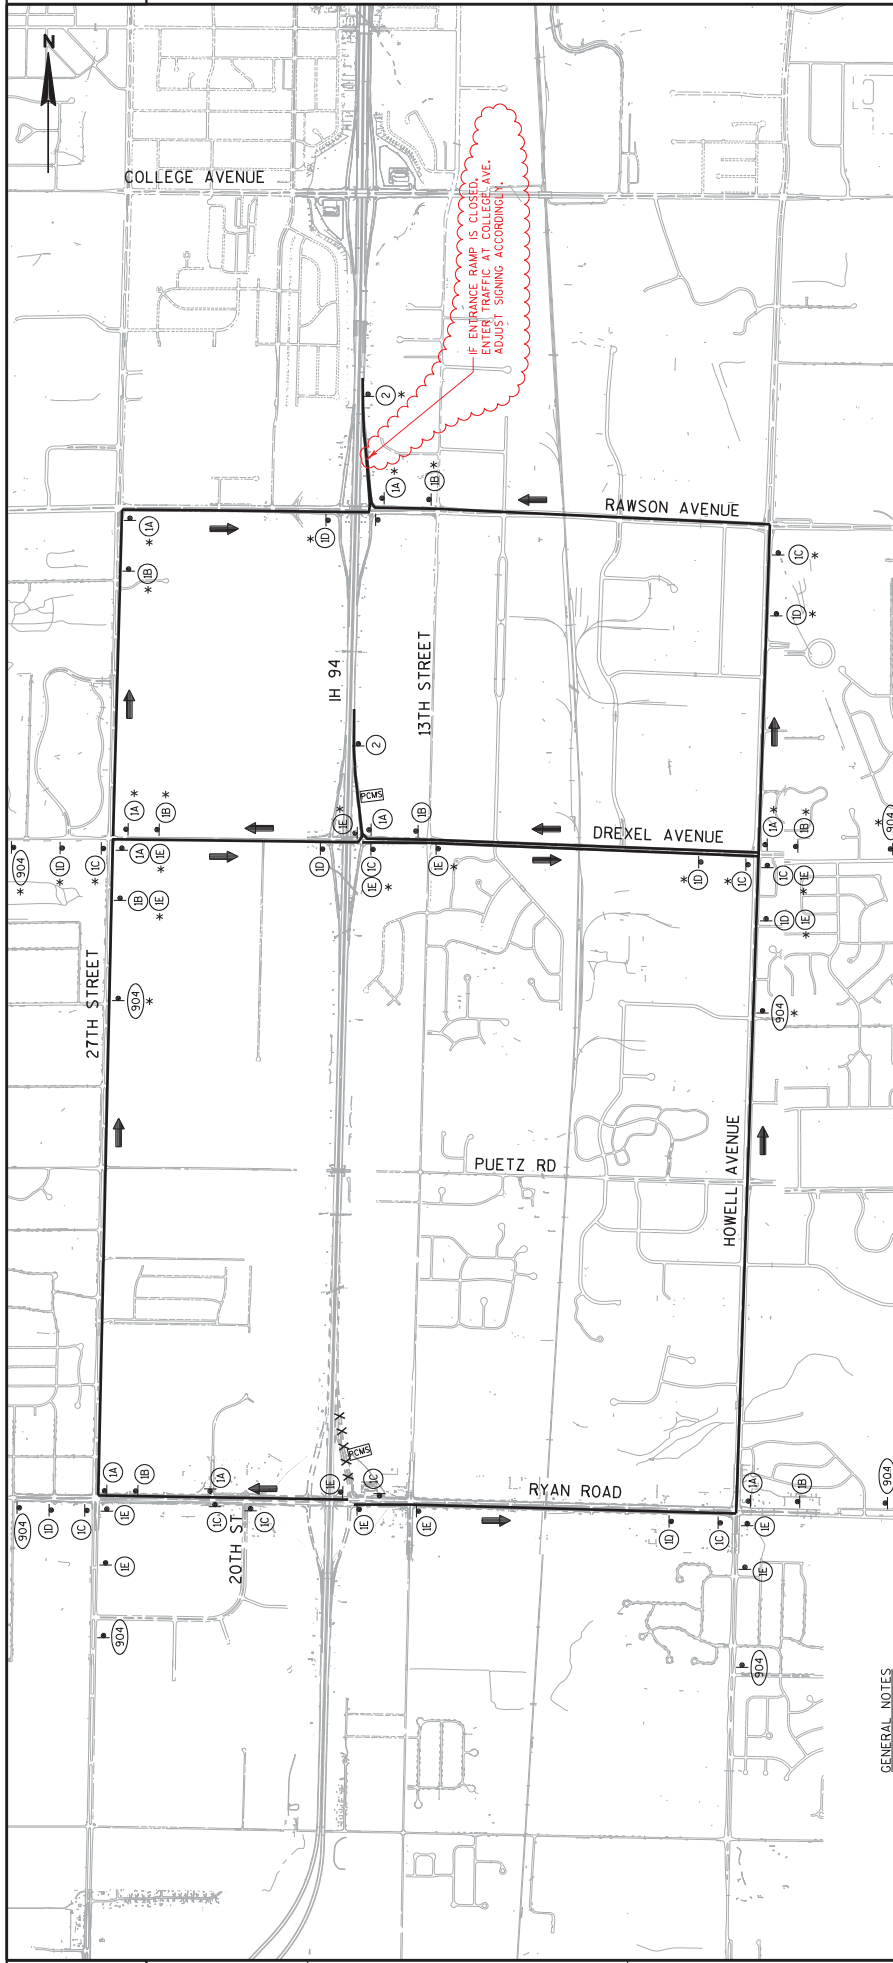 N
COLLEGE AVENUE
IF ENTRANCE RAMP IS CLOSED,
ENTER TRAFFIC AT COLLEGE AVE.
ADJUST SIGNING ACCORDINGLY.
2 *
1A *
1B *
RAWSON AVENUE
1A *
1B *
* 1D
1C *
1D *
IH 94
13TH STREET
2
PCMS
1A *
1B *
1E *
1A
1B
DREXEL AVENUE
1A *
1B *
904 *
904 *
1D *
1C *
1A
1E *
1B
1E *
1D
1C
1E *
1E *
* 1D
* 1C
1C
1E *
1D
1E *
27TH STREET
904 *
904 *
PUETZ RD
HOWELL AVENUE
PCMS
1A
1B
1A
1E
1C
RYAN ROAD
1A
1B
904
904
1D
1C
1E
1C
1C
20TH ST
1E
1E
1D
1C
1E
1E
1E
904
904
GENERAL NOTES